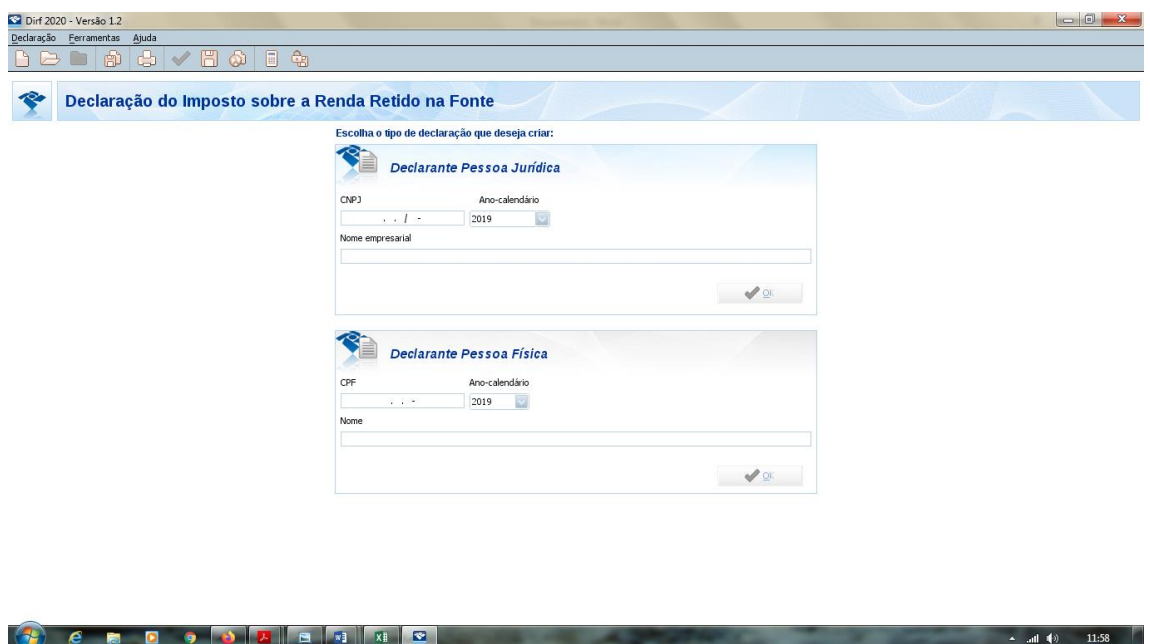 Dirf 2020 - Versão 1.2
Declaração Ferramentas Ajuda
Declaração do Imposto sobre a Renda Retido na Fonte
Escolha o tipo de declaração que deseja criar:
Declarante Pessoa Jurídica
CNPJ Ano-calendário
. . / - 2019
Nome empresarial
OK
Declarante Pessoa Física
CPF Ano-calendário
. . - 2019
Nome
OK
11:58